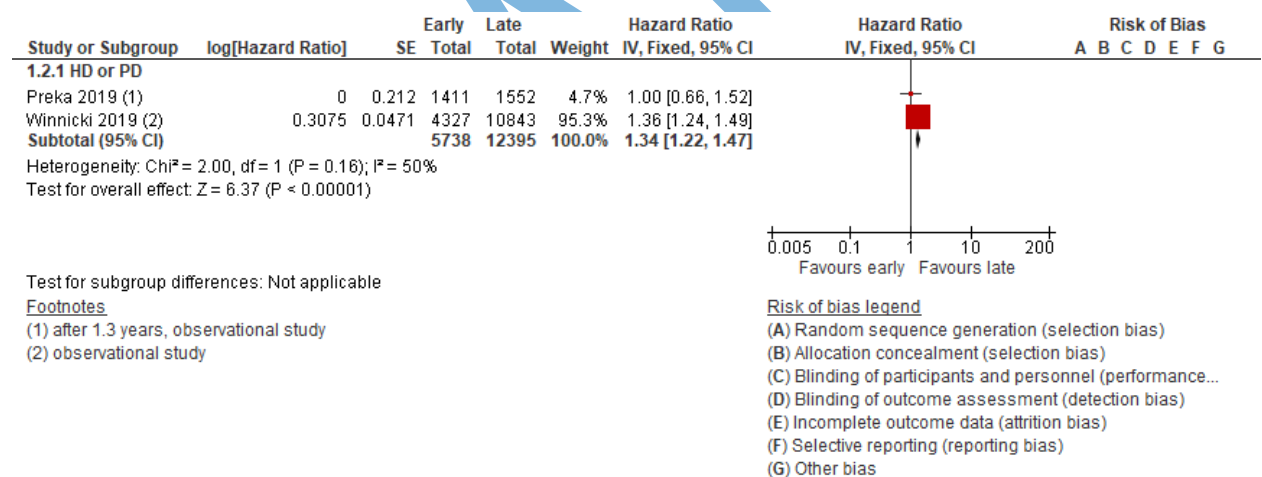 Early Late Hazard Ratio Hazard Ratio Risk of Bias
Study or Subgroup log[Hazard Ratio] SE Total Total Weight IV, Fixed, 95% CI IV, Fixed, 95% CI A B C D E F G
1.2.1 HD or PD
Preka 2019 (1) 0 0.212 1411 1552 4.7% 1.00 [0.66, 1.52]
Winnicki 2019 (2) 0.3075 0.0471 4327 10843 95.3% 1.36 [1.24, 1.49]
Subtotal (95% CI) 5738 12395 100.0% 1.34 [1.22, 1.47]
Heterogeneity: Chi² = 2.00, df = 1 (P = 0.16); I² = 50%
Test for overall effect: Z = 6.37 (P < 0.00001)
0.005 0.1 1 10 200
Favours early Favours late
Test for subgroup differences: Not applicable
Footnotes
(1) after 1.3 years, observational study
(2) observational study
Risk of bias legend
(A) Random sequence generation (selection bias)
(B) Allocation concealment (selection bias)
(C) Blinding of participants and personnel (performance...
(D) Blinding of outcome assessment (detection bias)
(E) Incomplete outcome data (attrition bias)
(F) Selective reporting (reporting bias)
(G) Other bias